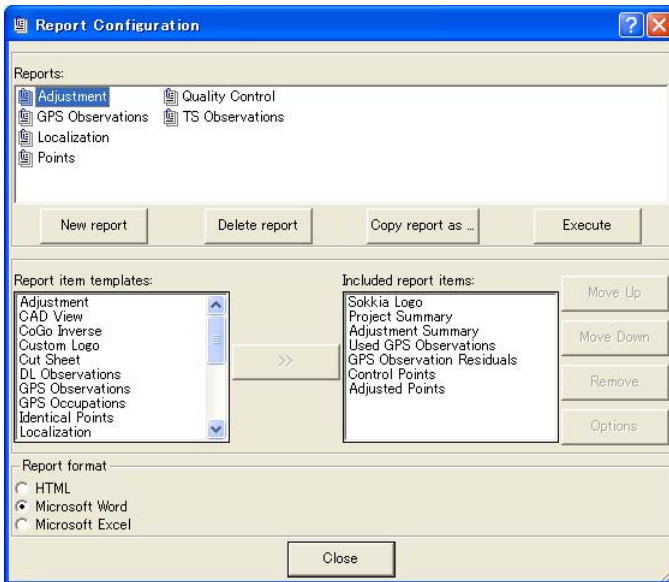 Report Configuration
Reports:
Adjustment
GPS Observations
Localization
Points
Quality Control
TS Observations
New report
Delete report
Copy report as ...
Execute
Report item templates:
Adjustment
CAD View
CoGo Inverse
Custom Logo
Cut Sheet
DL Observations
GPS Observations
GPS Occupations
Identical Points
Localization
>>
Included report items:
Sokkia Logo
Project Summary
Adjustment Summary
Used GPS Observations
GPS Observation Residuals
Control Points
Adjusted Points
Move Up
Move Down
Remove
Options
Report format
HTML
Microsoft Word
Microsoft Excel
Close